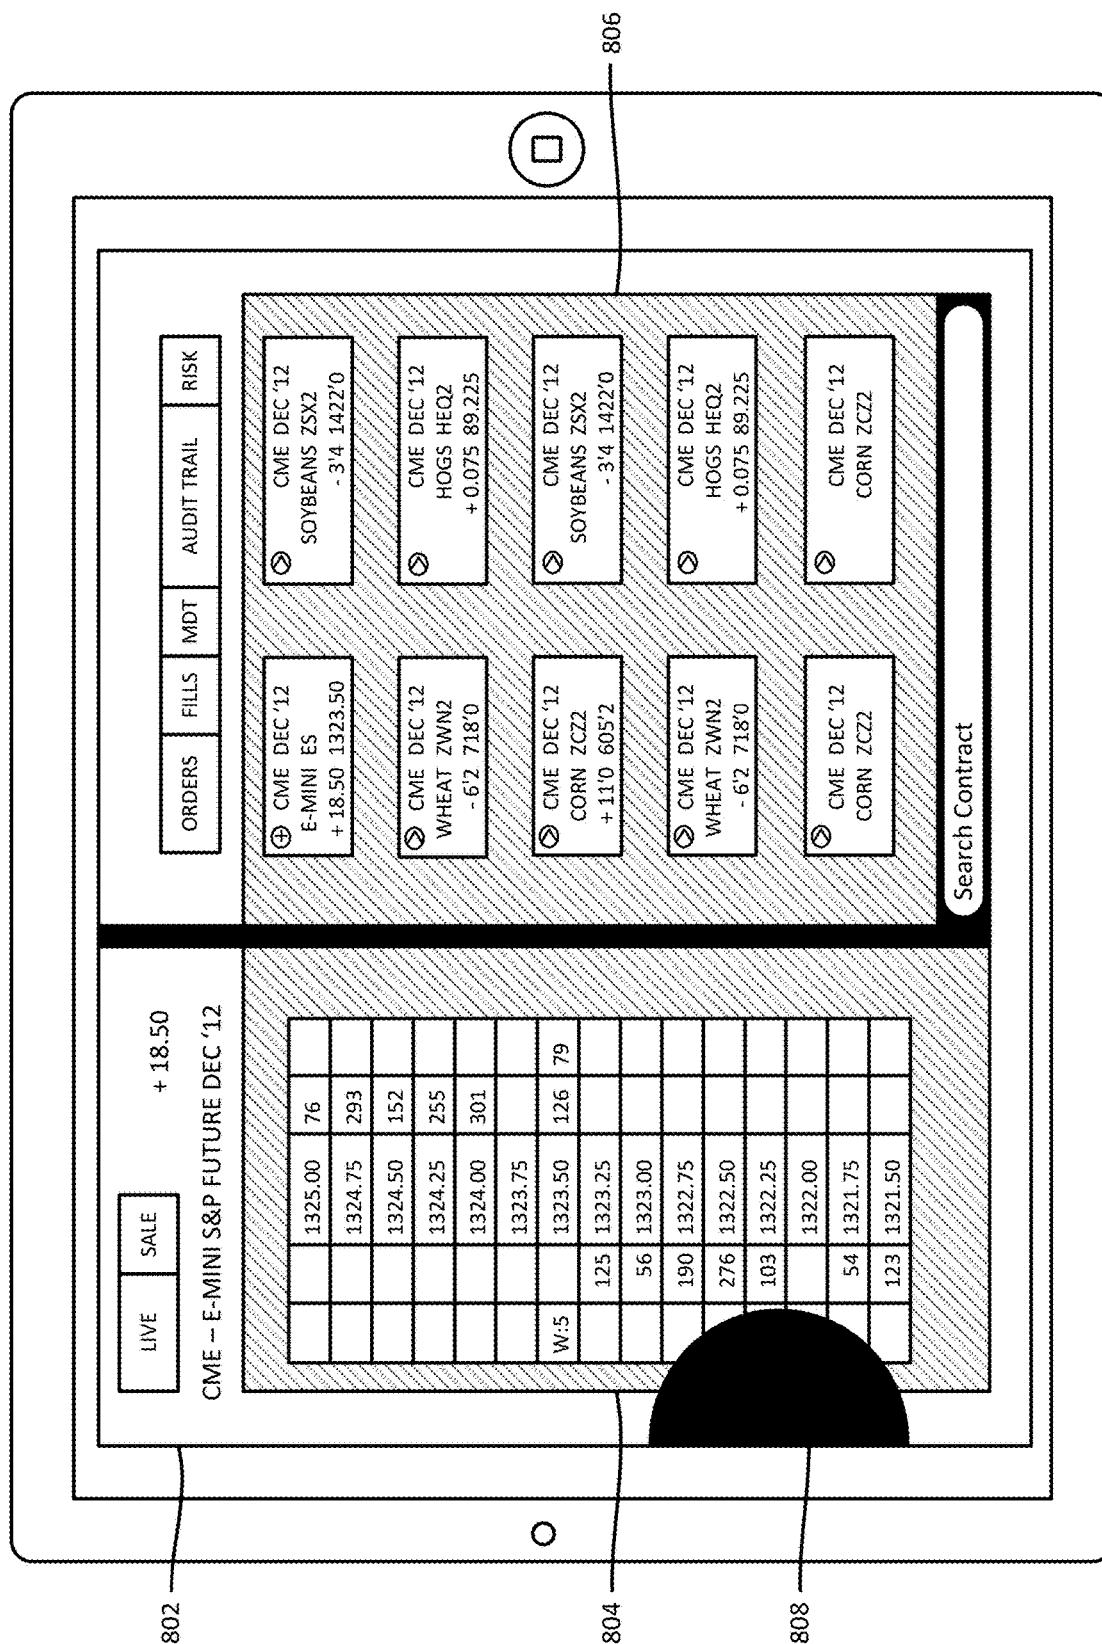 806
LIVE SALE
+ 18.50
CME – E-MINI S&P FUTURE DEC '12
ORDERS FILLS MDT AUDIT TRAIL RISK
1325.00 76
1324.75 293
1324.50 152
1324.25 255
1324.00 301
1323.75
W:5 1323.50 126 79
125 1323.25
56 1323.00
190 1322.75
276 1322.50
103 1322.25
1322.00
54 1321.75
123 1321.50
CME DEC '12
E-MINI ES
+ 18.50 1323.50
CME DEC '12
SOYBEANS ZSX2
- 3'4 1422'0
CME DEC '12
WHEAT ZWN2
- 6'2 718'0
CME DEC '12
HOGS HEQ2
+ 0.075 89.225
CME DEC '12
CORN ZCZ2
+ 11'0 605'2
CME DEC '12
SOYBEANS ZSX2
- 3'4 1422'0
CME DEC '12
WHEAT ZWN2
- 6'2 718'0
CME DEC '12
HOGS HEQ2
+ 0.075 89.225
CME DEC '12
CORN ZCZ2
CME DEC '12
CORN ZCZ2
Search Contract
802
804
808